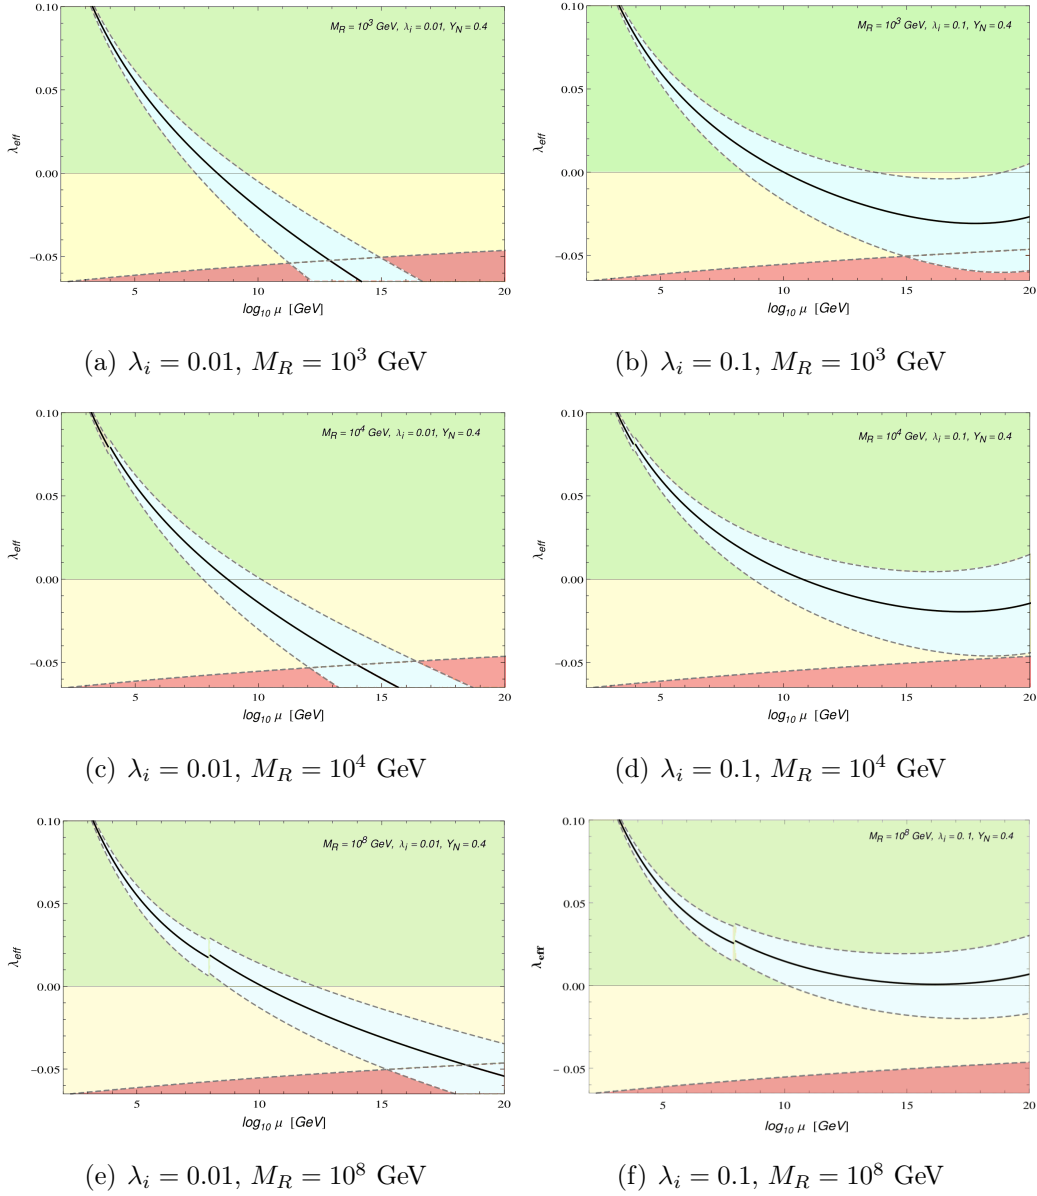 M_R = 10^3 GeV, λ_i = 0.01, Y_N = 0.4
0.10
0.05
0.00
−0.05
λ_eff
5 10 15 20
log_10 μ [GeV]
(a) λ_i = 0.01, M_R = 10^3 GeV
M_R = 10^3 GeV, λ_i = 0.1, Y_N = 0.4
0.10
0.05
0.00
−0.05
λ_eff
5 10 15 20
log_10 μ [GeV]
(b) λ_i = 0.1, M_R = 10^3 GeV
M_R = 10^4 GeV, λ_i = 0.01, Y_N = 0.4
0.10
0.05
0.00
−0.05
λ_eff
5 10 15 20
log_10 μ [GeV]
(c) λ_i = 0.01, M_R = 10^4 GeV
M_R = 10^4 GeV, λ_i = 0.1, Y_N = 0.4
0.10
0.05
0.00
−0.05
λ_eff
5 10 15 20
log_10 μ [GeV]
(d) λ_i = 0.1, M_R = 10^4 GeV
M_R = 10^8 GeV, λ_i = 0.01, Y_N = 0.4
0.10
0.05
0.00
−0.05
λ_eff
5 10 15 20
log_10 μ [GeV]
(e) λ_i = 0.01, M_R = 10^8 GeV
M_R = 10^8 GeV, λ_i = 0.1, Y_N = 0.4
0.10
0.05
0.00
- 0.05
λ_eff
5 10 15 20
log_10 μ [GeV]
(f) λ_i = 0.1, M_R = 10^8 GeV